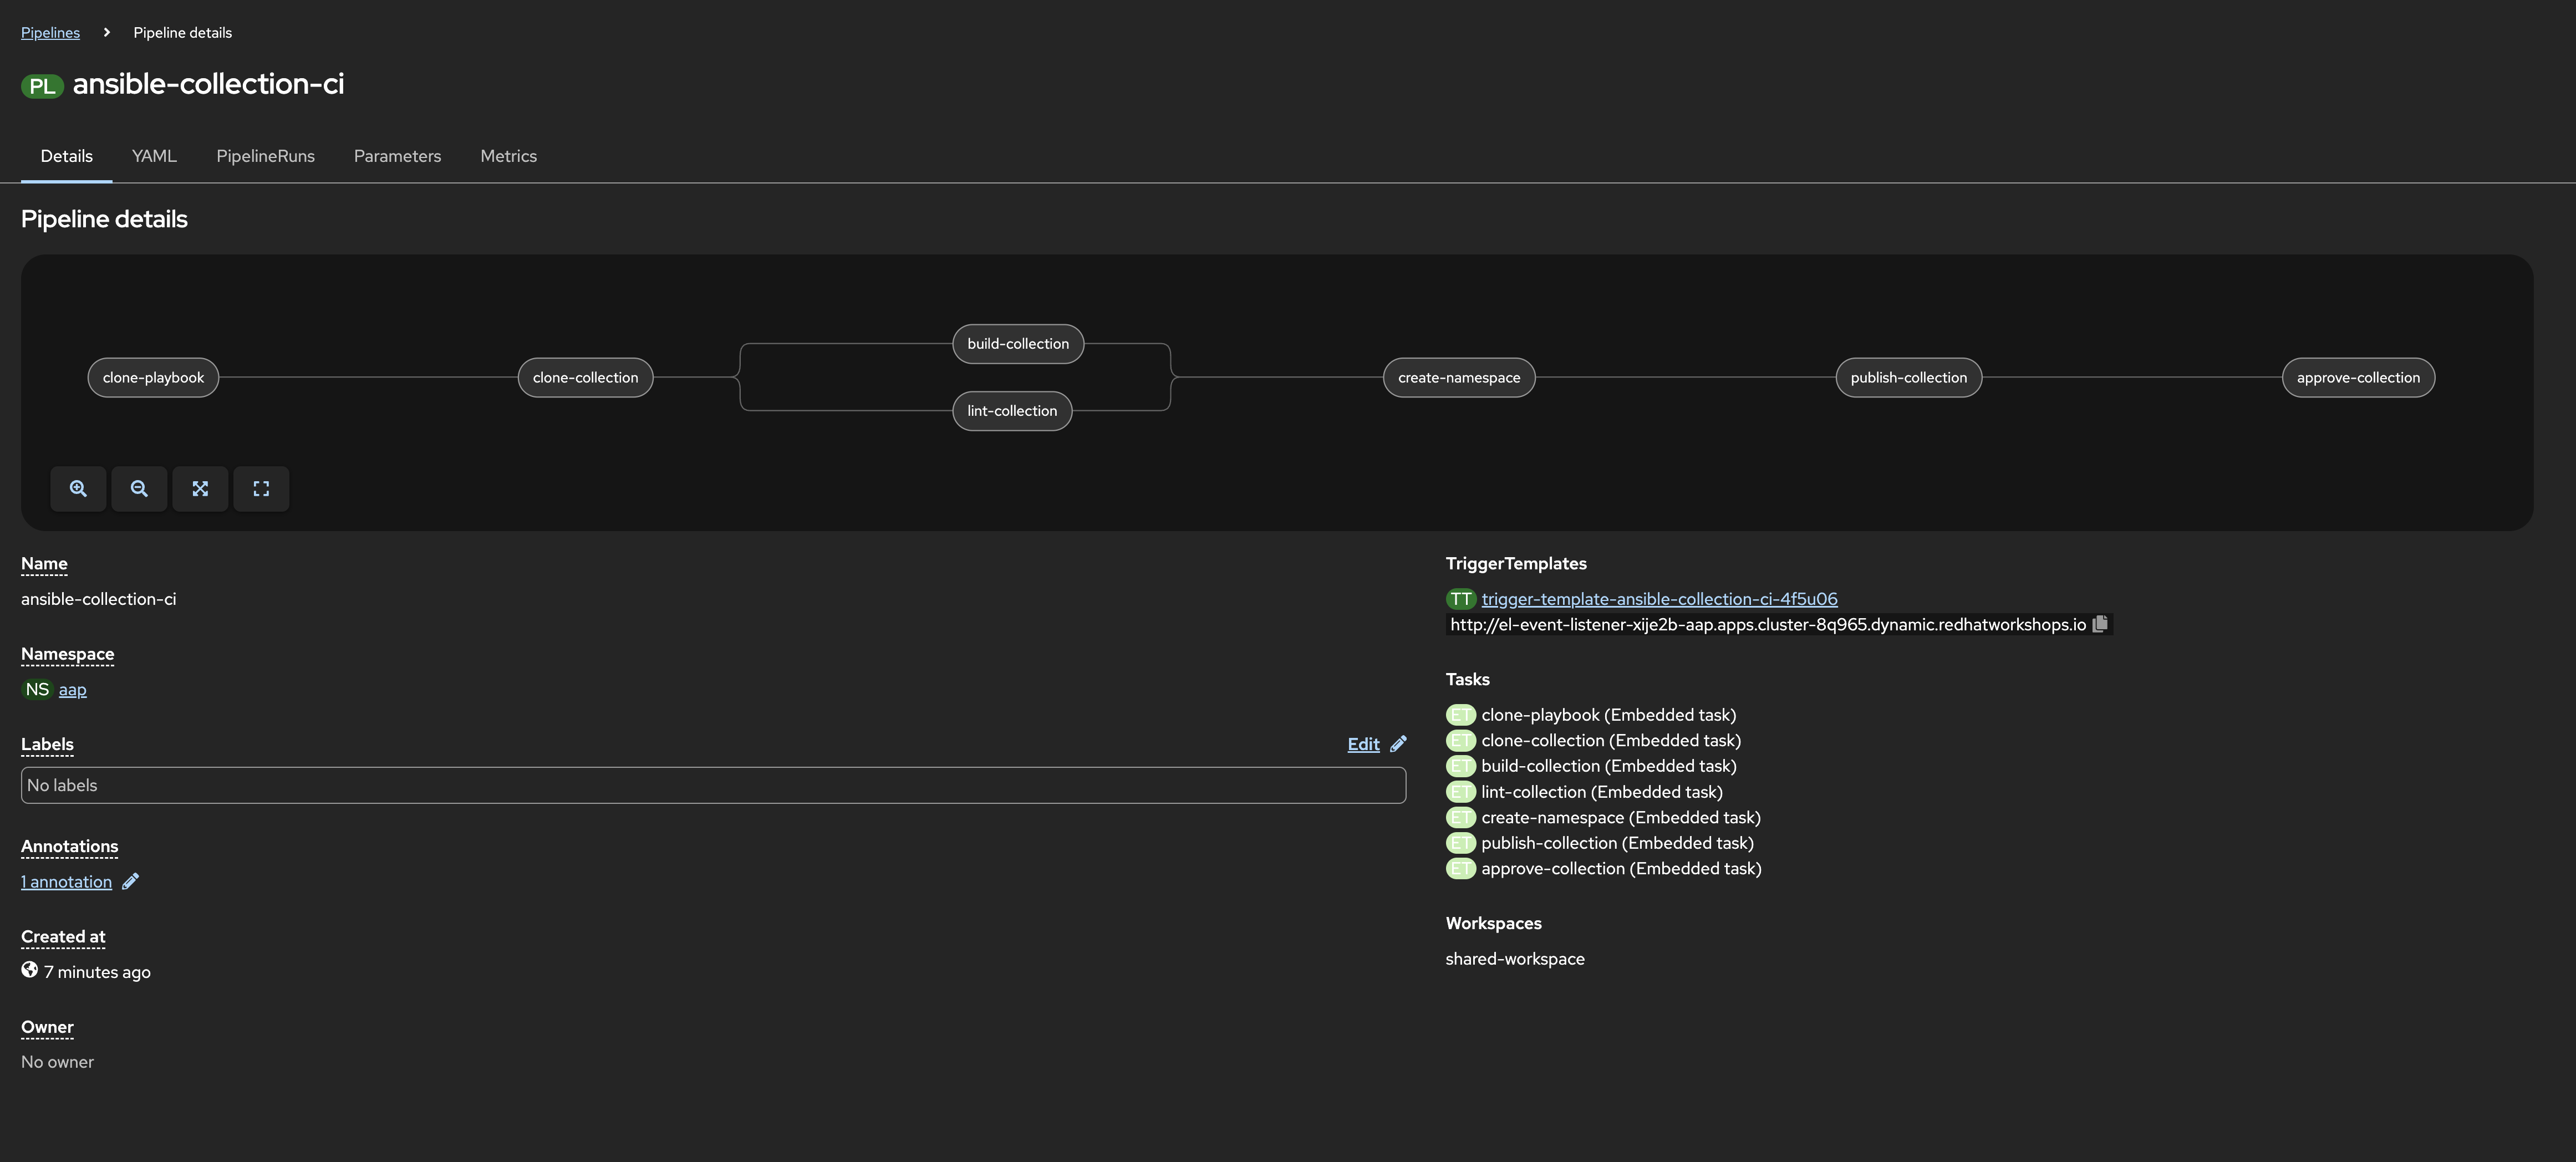 Pipelines > Pipeline details
PL ansible-collection-ci
Details YAML PipelineRuns Parameters Metrics
Pipeline details
clone-playbook
clone-collection
build-collection
lint-collection
create-namespace
publish-collection
approve-collection
Name
ansible-collection-ci
Namespace
NS aap
Labels
Edit
No labels
Annotations
1 annotation
Created at
7 minutes ago
Owner
No owner
TriggerTemplates
TT trigger-template-ansible-collection-ci-4f5u06
http://el-event-listener-xije2b-aap.apps.cluster-8q965.dynamic.redhatworkshops.io
Tasks
ET clone-playbook (Embedded task)
ET clone-collection (Embedded task)
ET build-collection (Embedded task)
ET lint-collection (Embedded task)
ET create-namespace (Embedded task)
ET publish-collection (Embedded task)
ET approve-collection (Embedded task)
Workspaces
shared-workspace